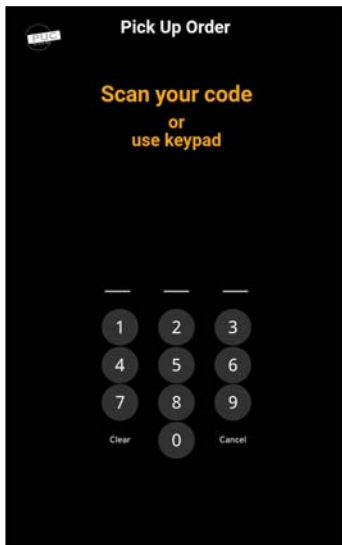 PUC
Pick Up Order
Scan your code
or
use keypad
1 2 3
4 5 6
7 8 9
Clear 0 Cancel